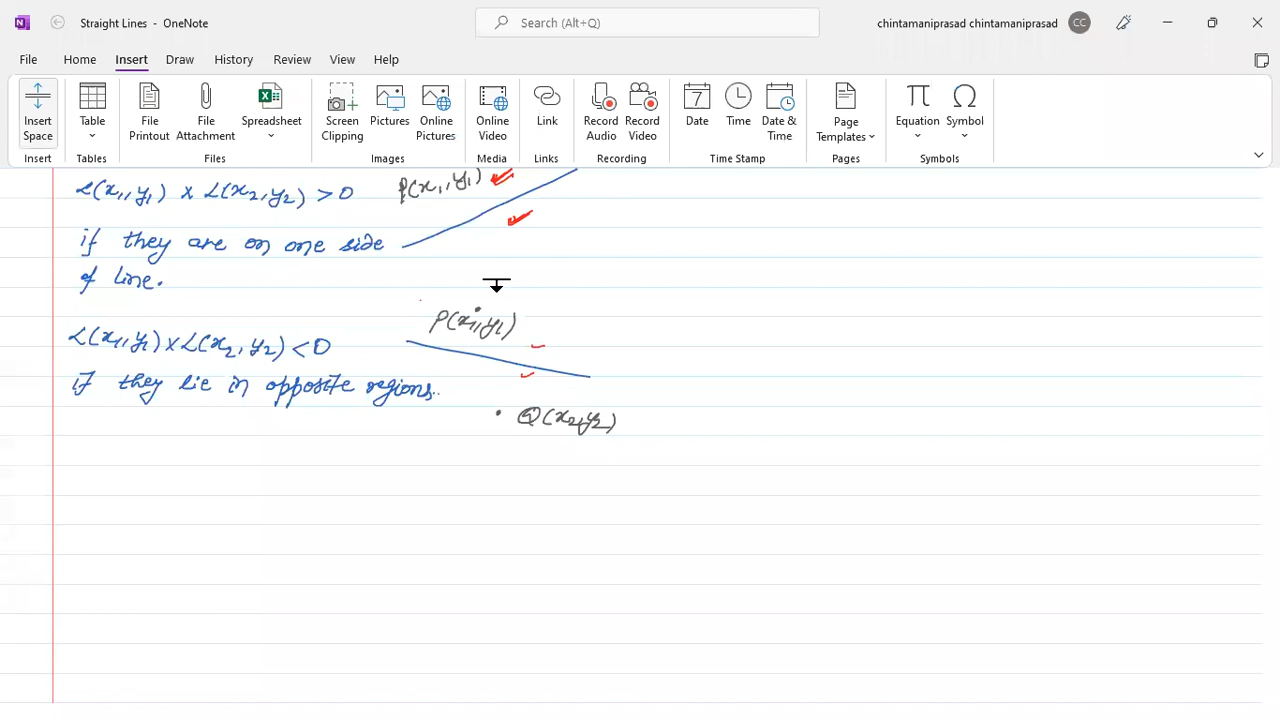 Straight Lines - OneNote
Search (Alt+Q)
chintamaniprasad chintamaniprasad
CC
File Home Insert Draw History Review View Help
Insert Space
Table
File Printout
File Attachment
Spreadsheet
Screen Clipping
Pictures
Online Pictures
Online Video
Link
Record Audio
Record Video
Date
Time
Date & Time
Page Templates
Equation
Symbol
Insert Tables Files Images Media Links Recording Time Stamp Pages Symbols
L(x₁, y₁) x L(x₂, y₂) > 0
P(x₁, y₁)
if they are on one side
of line.
P(x₁, y₁)
L(x₁, y₁) x L(x₂, y₂) < 0
if they lie in opposite regions.
Q(x₂, y₂)